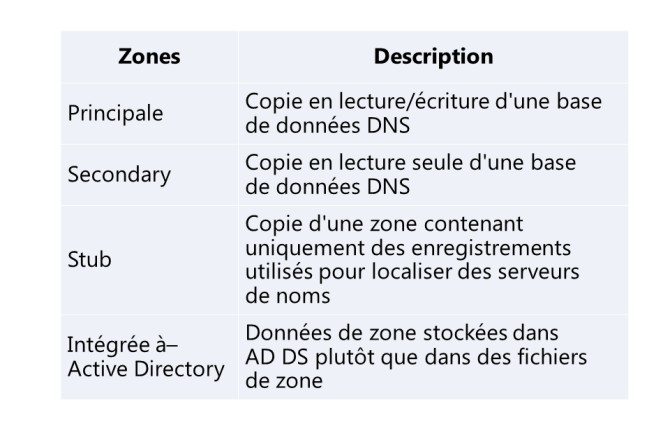 Zones
Description
Principale
Copie en lecture/écriture d'une base
de données DNS
Secondary
Copie en lecture seule d'une base
de données DNS
Stub
Copie d'une zone contenant
uniquement des enregistrements
utilisés pour localiser des serveurs
de noms
Intégrée à–
Active Directory
Données de zone stockées dans
AD DS plutôt que dans des fichiers
de zone